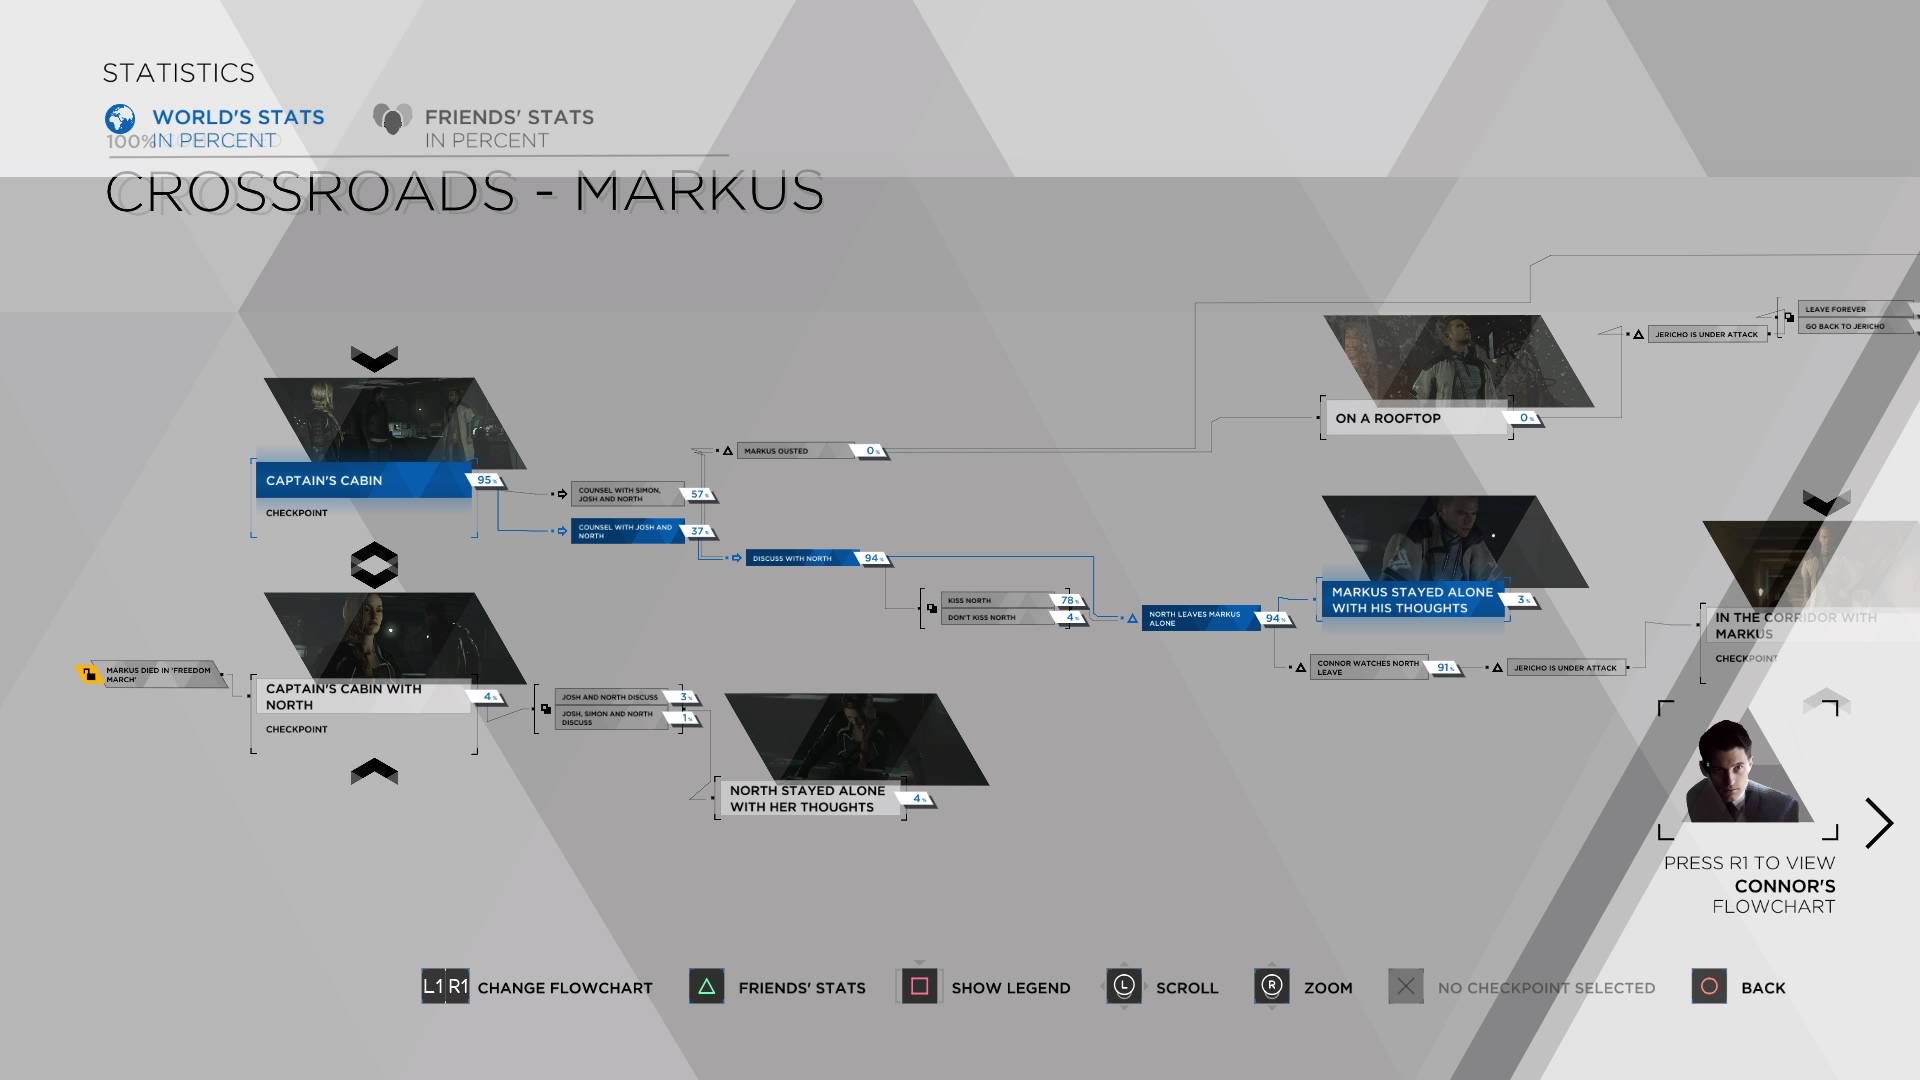 STATISTICS
WORLD'S STATS
IN PERCENT
FRIENDS' STATS
IN PERCENT
100%
CROSSROADS - MARKUS
LEAVE FOREVER
GO BACK TO JERICHO
JERICHO IS UNDER ATTACK
ON A ROOFTOP
0%
MARKUS OUSTED
0%
CAPTAIN'S CABIN
95%
CHECKPOINT
COUNSEL WITH SIMON,
JOSH AND NORTH
57%
COUNSEL WITH JOSH AND
NORTH
37%
DISCUSS WITH NORTH
94%
KISS NORTH
78%
DON'T KISS NORTH
4%
NORTH LEAVES MARKUS
ALONE
94%
MARKUS STAYED ALONE
WITH HIS THOUGHTS
3%
IN THE CORRIDOR WITH
MARKUS
CHECKPOINT
CONNOR WATCHES NORTH
LEAVE
91%
JERICHO IS UNDER ATTACK
MARKUS DIED IN 'FREEDOM
MARCH'
CAPTAIN'S CABIN WITH
NORTH
4%
CHECKPOINT
JOSH AND NORTH DISCUSS
3%
JOSH, SIMON AND NORTH
DISCUSS
1%
NORTH STAYED ALONE
WITH HER THOUGHTS
4%
PRESS R1 TO VIEW
CONNOR'S
FLOWCHART
L1 R1 CHANGE FLOWCHART
FRIENDS' STATS
SHOW LEGEND
L SCROLL
R ZOOM
NO CHECKPOINT SELECTED
BACK